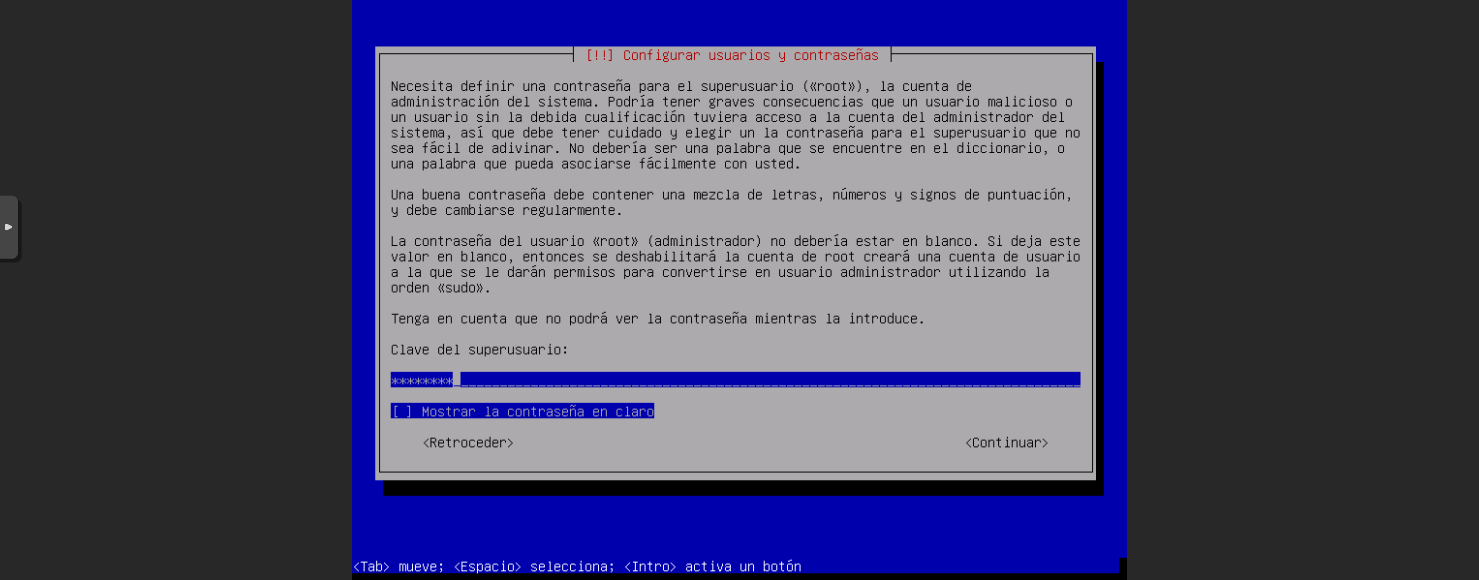 [!!] Configurar usuarios y contraseñas
Necesita definir una contraseña para el superusuario («root»), la cuenta de
administración del sistema. Podría tener graves consecuencias que un usuario malicioso o
un usuario sin la debida cualificación tuviera acceso a la cuenta del administrador del
sistema, así que debe tener cuidado y elegir un la contraseña para el superusuario que no
sea fácil de adivinar. No debería ser una palabra que se encuentre en el diccionario, o
una palabra que pueda asociarse fácilmente con usted.
Una buena contraseña debe contener una mezcla de letras, números y signos de puntuación,
y debe cambiarse regularmente.
La contraseña del usuario «root» (administrador) no debería estar en blanco. Si deja este
valor en blanco, entonces se deshabilitará la cuenta de root creará una cuenta de usuario
a la que se le darán permisos para convertirse en usuario administrador utilizando la
orden «sudo».
Tenga en cuenta que no podrá ver la contraseña mientras la introduce.
Clave del superusuario:
********
[ ] Mostrar la contraseña en claro
<Retroceder> <Continuar>
<Tab> mueve; <Espacio> selecciona; <Intro> activa un botón